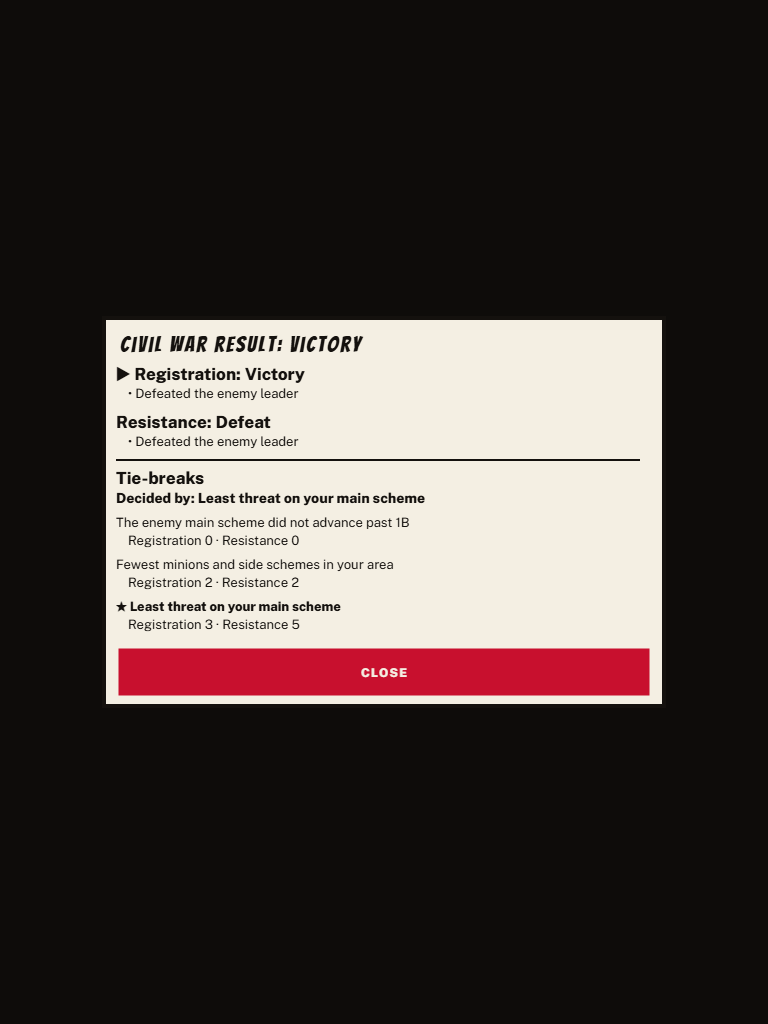 CIVIL WAR RESULT: VICTORY
▶ Registration: Victory
• Defeated the enemy leader
Resistance: Defeat
• Defeated the enemy leader
Tie-breaks
Decided by: Least threat on your main scheme
The enemy main scheme did not advance past 1B
Registration 0 · Resistance 0
Fewest minions and side schemes in your area
Registration 2 · Resistance 2
★ Least threat on your main scheme
Registration 3 · Resistance 5
CLOSE